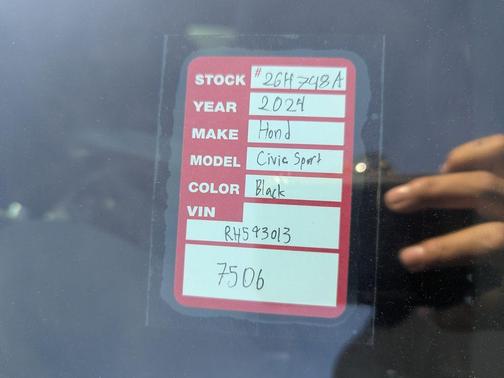 STOCK # 26H748A
YEAR 2024
MAKE Hond
MODEL Civic Sport
COLOR Black
VIN
RH593013
7506